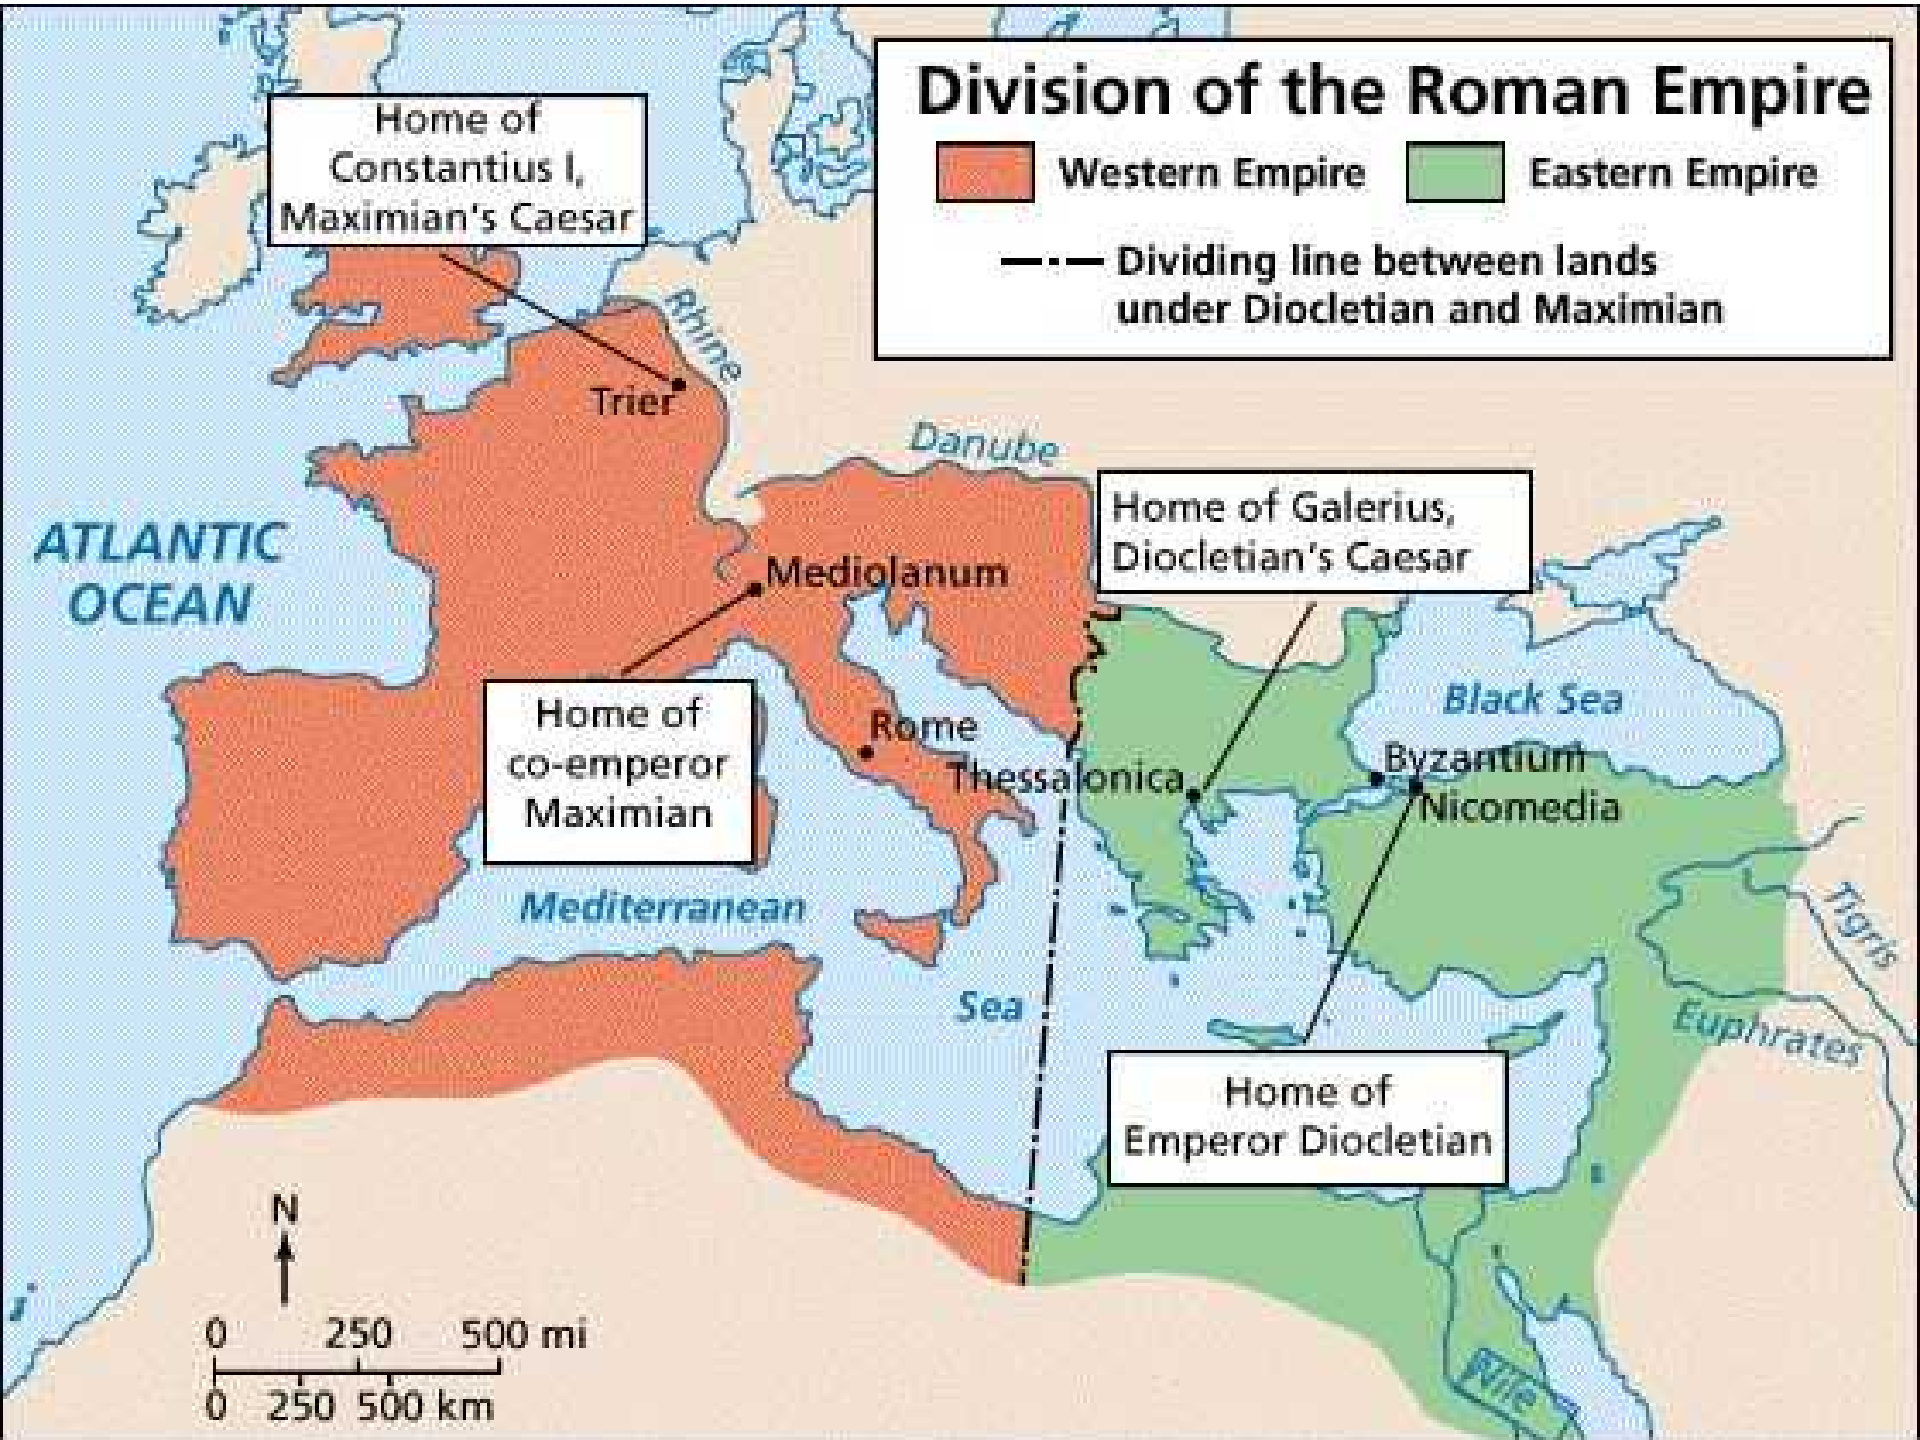 Division of the Roman Empire
Western Empire
Eastern Empire
Dividing line between lands
under Diocletian and Maximian
Home of
Constantius I,
Maximian's Caesar
Rhine
Trier
Danube
Home of Galerius,
Diocletian's Caesar
ATLANTIC
OCEAN
Mediolanum
Home of
co-emperor
Maximian
Rome
Black Sea
Thessalonica
Byzantium
Nicomedia
Mediterranean
Sea
Tigris
Euphrates
Home of
Emperor Diocletian
N
0 250 500 mi
0 250 500 km
Nile